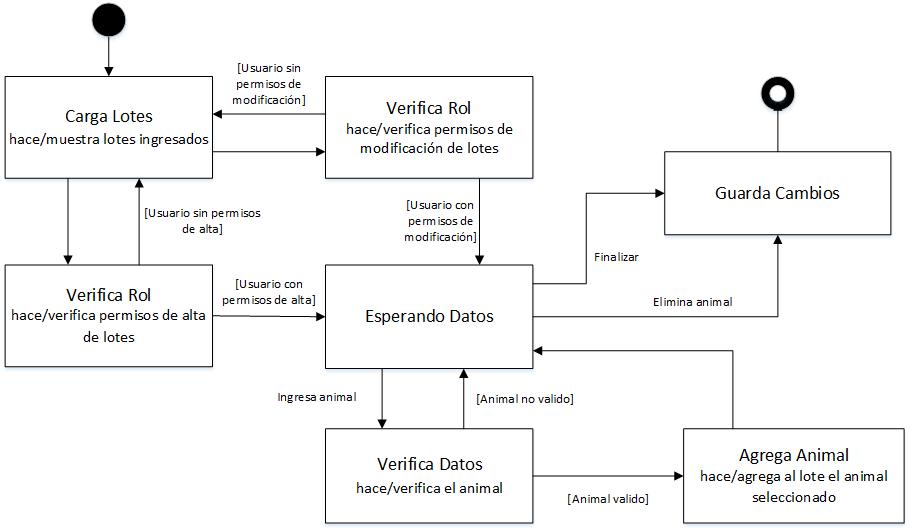 [Usuario sin
permisos de
modificación]
Carga Lotes
hace/muestra lotes ingresados
Verifica Rol
hace/verifica permisos de
modificación de lotes
Guarda Cambios
[Usuario sin permisos
de alta]
[Usuario con
permisos de
modificación]
Finalizar
Verifica Rol
hace/verifica permisos de alta
de lotes
[Usuario con
permisos de alta]
Esperando Datos
Elimina animal
Ingresa animal
[Animal no valido]
Verifica Datos
hace/verifica el animal
[Animal valido]
Agrega Animal
hace/agrega al lote el animal
seleccionado